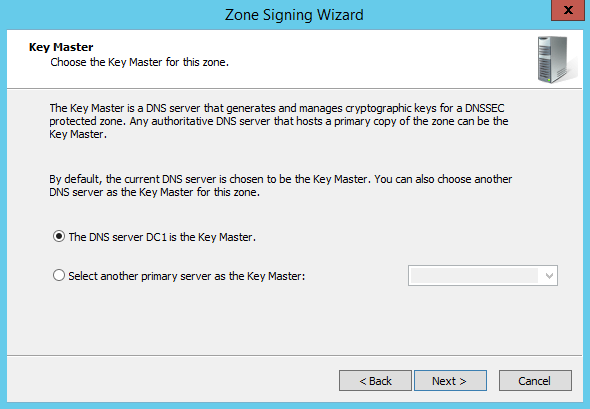 Zone Signing Wizard
x
Key Master
Choose the Key Master for this zone.
The Key Master is a DNS server that generates and manages cryptographic keys for a DNSSEC
protected zone. Any authoritative DNS server that hosts a primary copy of the zone can be the
Key Master.
By default, the current DNS server is chosen to be the Key Master. You can also choose another
DNS server as the Key Master for this zone.
The DNS server DC1 is the Key Master.
Select another primary server as the Key Master:
< Back Next > Cancel